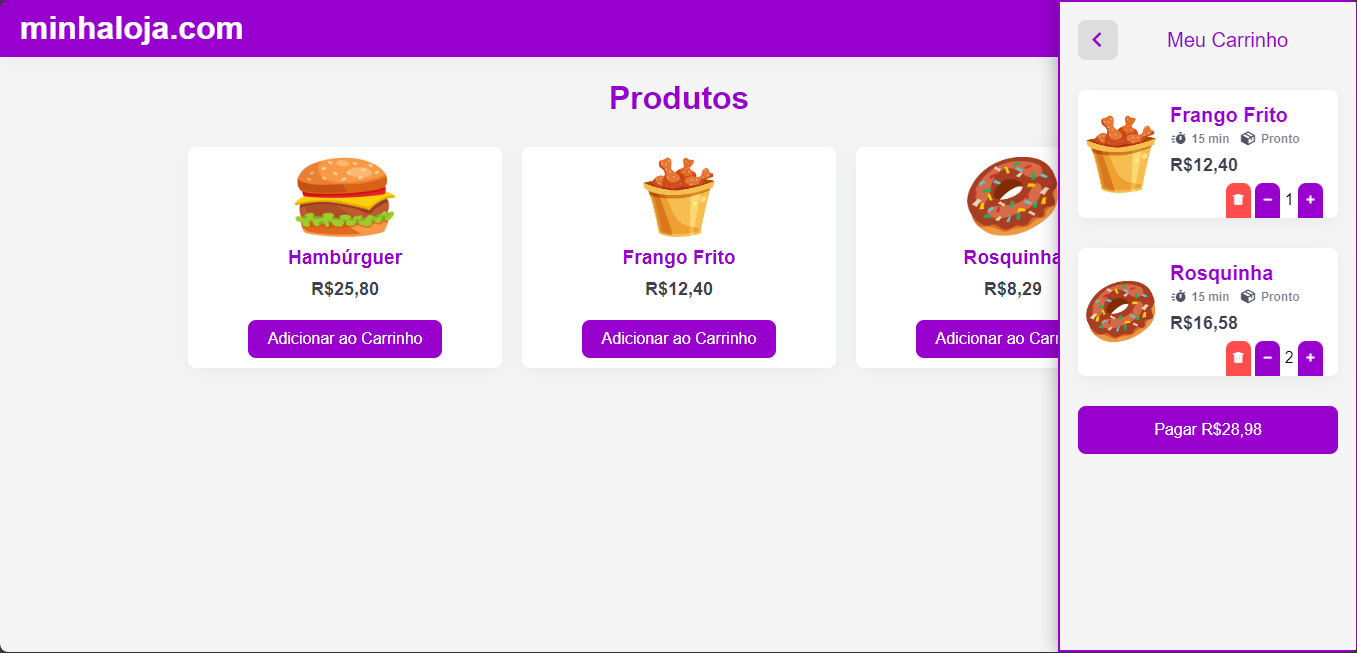 minhaloja.com
Produtos
Hambúrguer
R$25,80
Adicionar ao Carrinho
Frango Frito
R$12,40
Adicionar ao Carrinho
Rosquinha
R$8,29
Adicionar ao Carr
Meu Carrinho
Frango Frito
15 min Pronto
R$12,40
1
Rosquinha
15 min Pronto
R$16,58
2
Pagar R$28,98